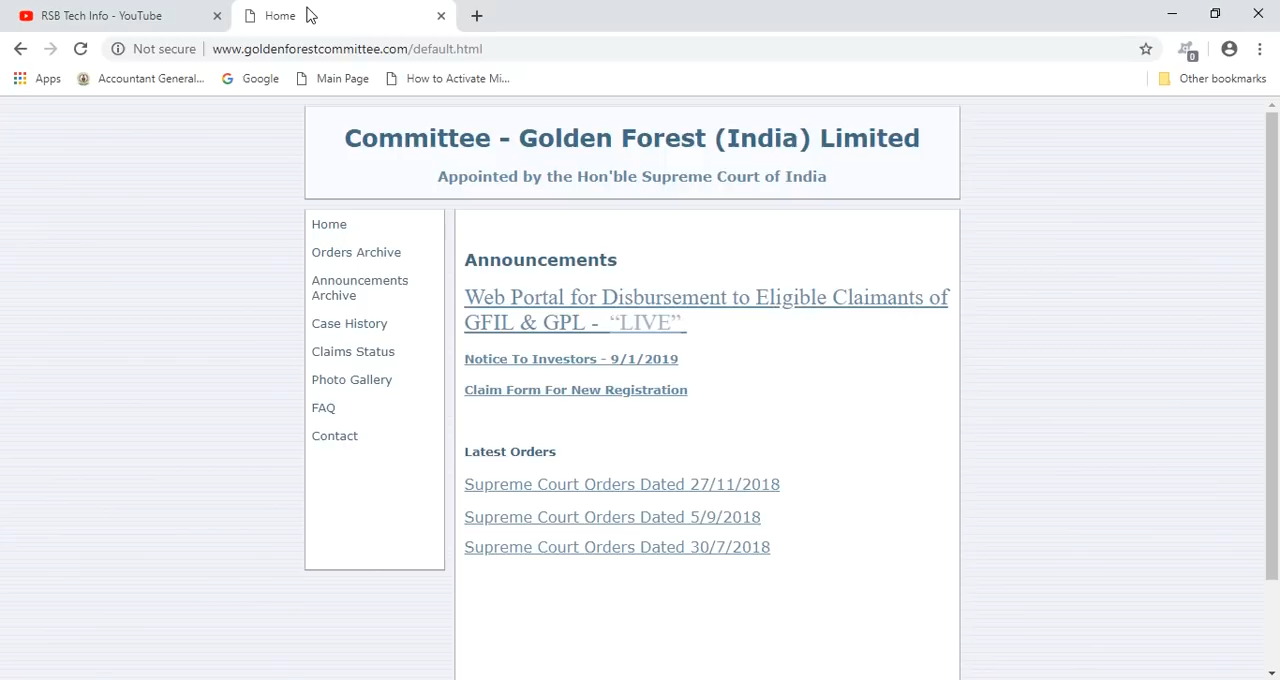 RSB Tech Info - YouTube
Home
Not secure
www.goldenforestcommittee.com/default.html
0
Apps
Accountant General...
Google
Main Page
How to Activate Mi...
Other bookmarks
Committee - Golden Forest (India) Limited
Appointed by the Hon'ble Supreme Court of India
Home
Orders Archive
Announcements
Archive
Case History
Claims Status
Photo Gallery
FAQ
Contact
Announcements
Web Portal for Disbursement to Eligible Claimants of
GFIL & GPL - “LIVE”
Notice To Investors - 9/1/2019
Claim Form For New Registration
Latest Orders
Supreme Court Orders Dated 27/11/2018
Supreme Court Orders Dated 5/9/2018
Supreme Court Orders Dated 30/7/2018